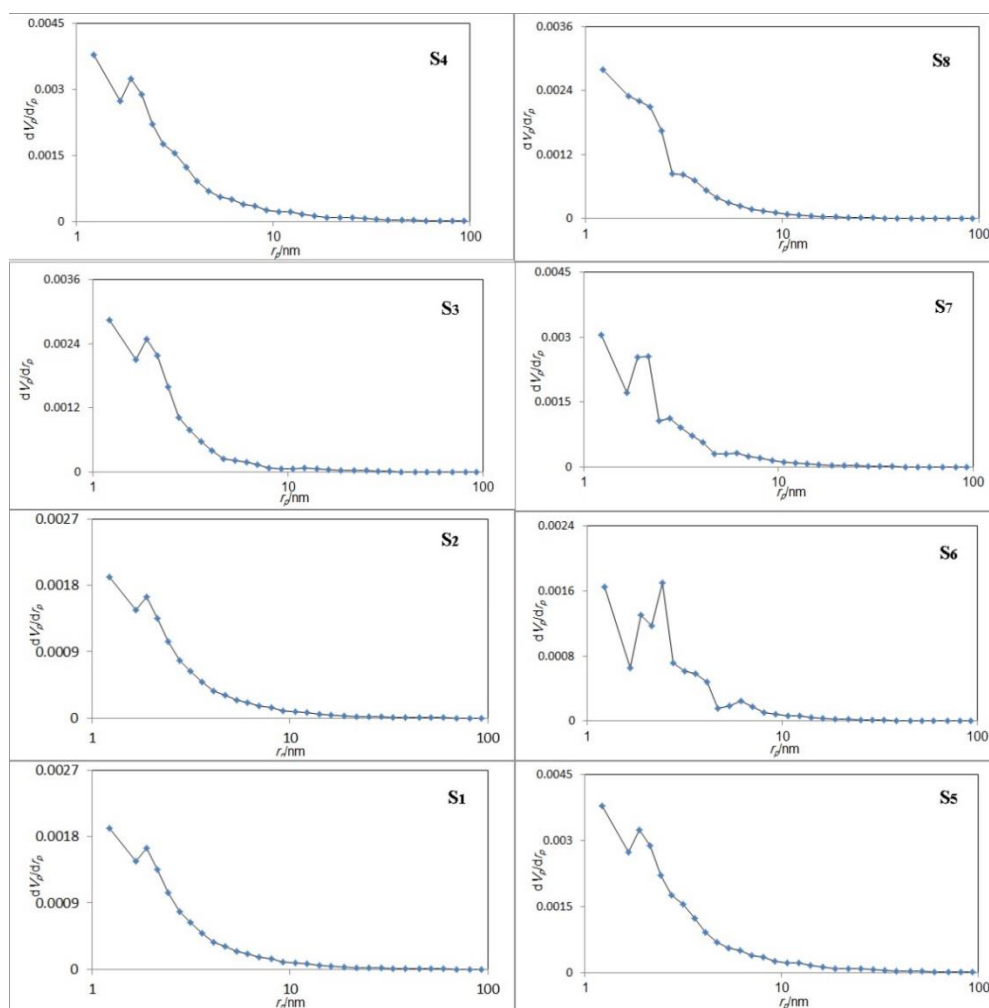 0.0045
S4
0.003
0.0015
0
dVp/drp
1 10 100
rp/nm
0.0036
S8
0.0024
0.0012
0
dVp/drp
1 10 100
rp/nm
0.0036
S3
0.0024
0.0012
0
dVp/drp
1 10 100
rp/nm
0.0045
S7
0.003
0.0015
0
dVp/drp
1 10 100
rp/nm
0.0027
S2
0.0018
0.0009
0
dVp/drp
1 10 100
rp/nm
0.0024
S6
0.0016
0.0008
0
dVp/drp
1 10 100
rp/nm
0.0027
S1
0.0018
0.0009
0
dVp/drp
1 10 100
rp/nm
0.0045
S5
0.003
0.0015
0
dVp/drp
1 10 100
rp/nm